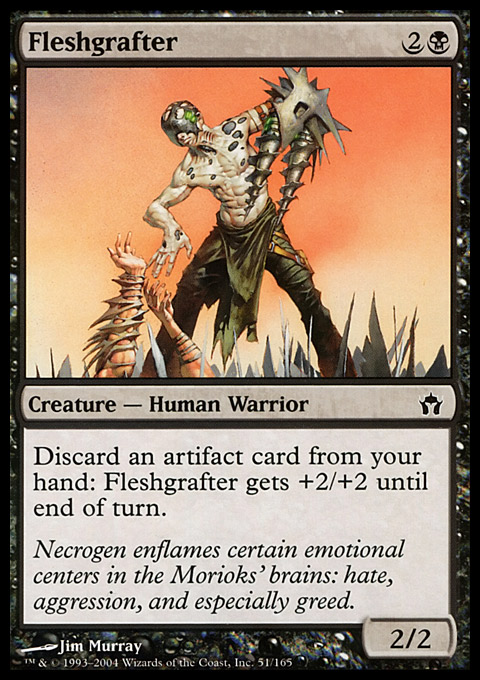 Fleshgrafter 2
Creature — Human Warrior
Discard an artifact card from your
hand: Fleshgrafter gets +2/+2 until
end of turn.
Necrogen enflames certain emotional
centers in the Morioks' brains: hate,
aggression, and especially greed.
Jim Murray
2/2
™ & © 1993–2004 Wizards of the Coast, Inc. 51/165